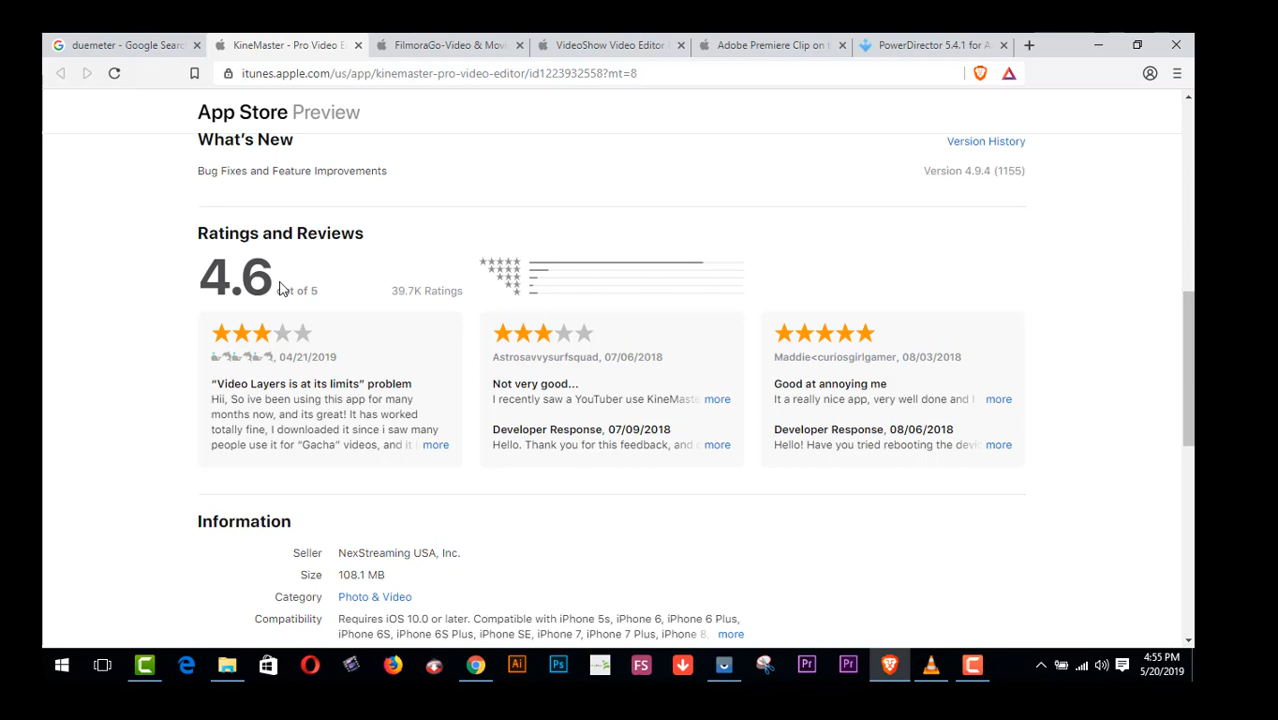 duemeter - Google Searc
KineMaster - Pro Video E
FilmoraGo-Video & Movi
VideoShow Video Editor
Adobe Premiere Clip on t
PowerDirector 5.4.1 for A
itunes.apple.com/us/app/kinemaster-pro-video-editor/id1223932558?mt=8
App Store Preview
What's New
Version History
Bug Fixes and Feature Improvements
Version 4.9.4 (1155)
Ratings and Reviews
4.6 out of 5
39.7K Ratings
, 04/21/2019
"Video Layers is at its limits" problem
Hii, So ive been using this app for many
months now, and its great! It has worked
totally fine, I downloaded it since i saw many
people use it for "Gacha" videos, and it more
Astrosavvysurfsquad, 07/06/2018
Not very good...
I recently saw a YouTuber use KineMaste more
Developer Response, 07/09/2018
Hello. Thank you for this feedback, and more
Maddie<curiosgirlgamer, 08/03/2018
Good at annoying me
It a really nice app, very well done and more
Developer Response, 08/06/2018
Hello! Have you tried rebooting the devi more
Information
Seller NexStreaming USA, Inc.
Size 108.1 MB
Category Photo & Video
Compatibility Requires iOS 10.0 or later. Compatible with iPhone 5s, iPhone 6, iPhone 6 Plus,
iPhone 6S, iPhone 6S Plus, iPhone SE, iPhone 7, iPhone 7 Plus, iPhone 8, more
Ai
Ps
FS
Pr
Pr
4:55 PM
5/20/2019